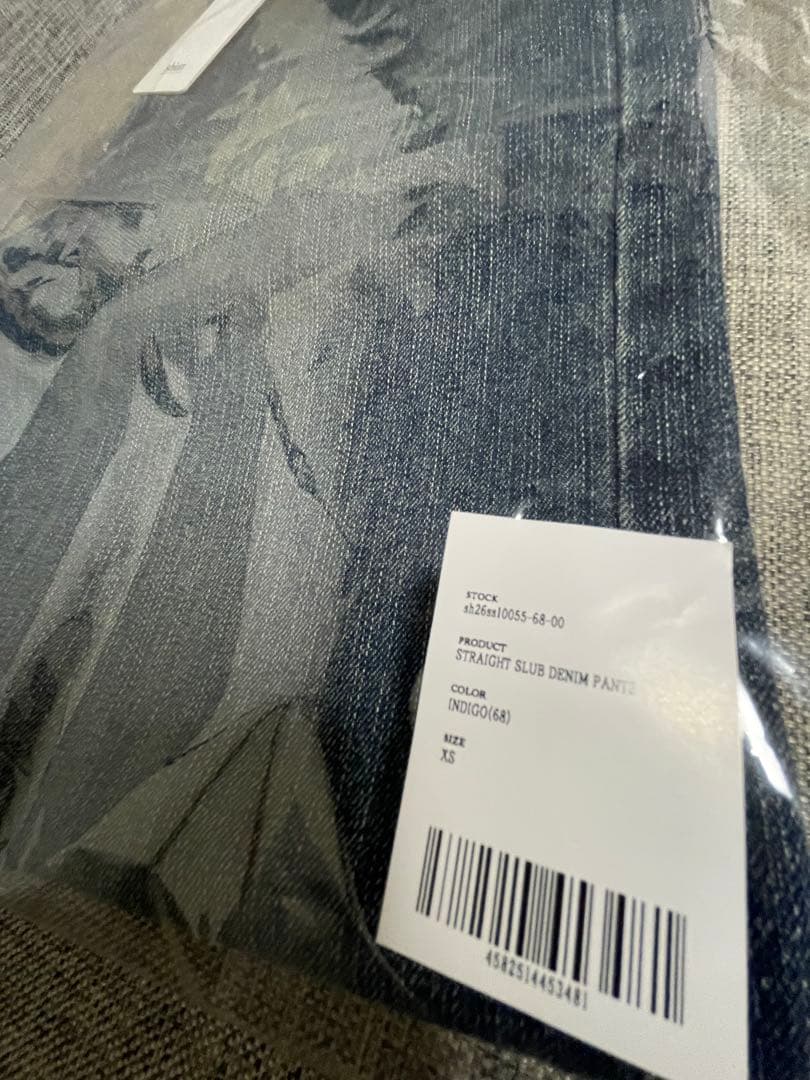 STOCK
sh26ss10055-68-00
PRODUCT
STRAIGHT SLUB DENIM PANTS
COLOR
INDIGO(68)
SIZE
XS
4582514453481